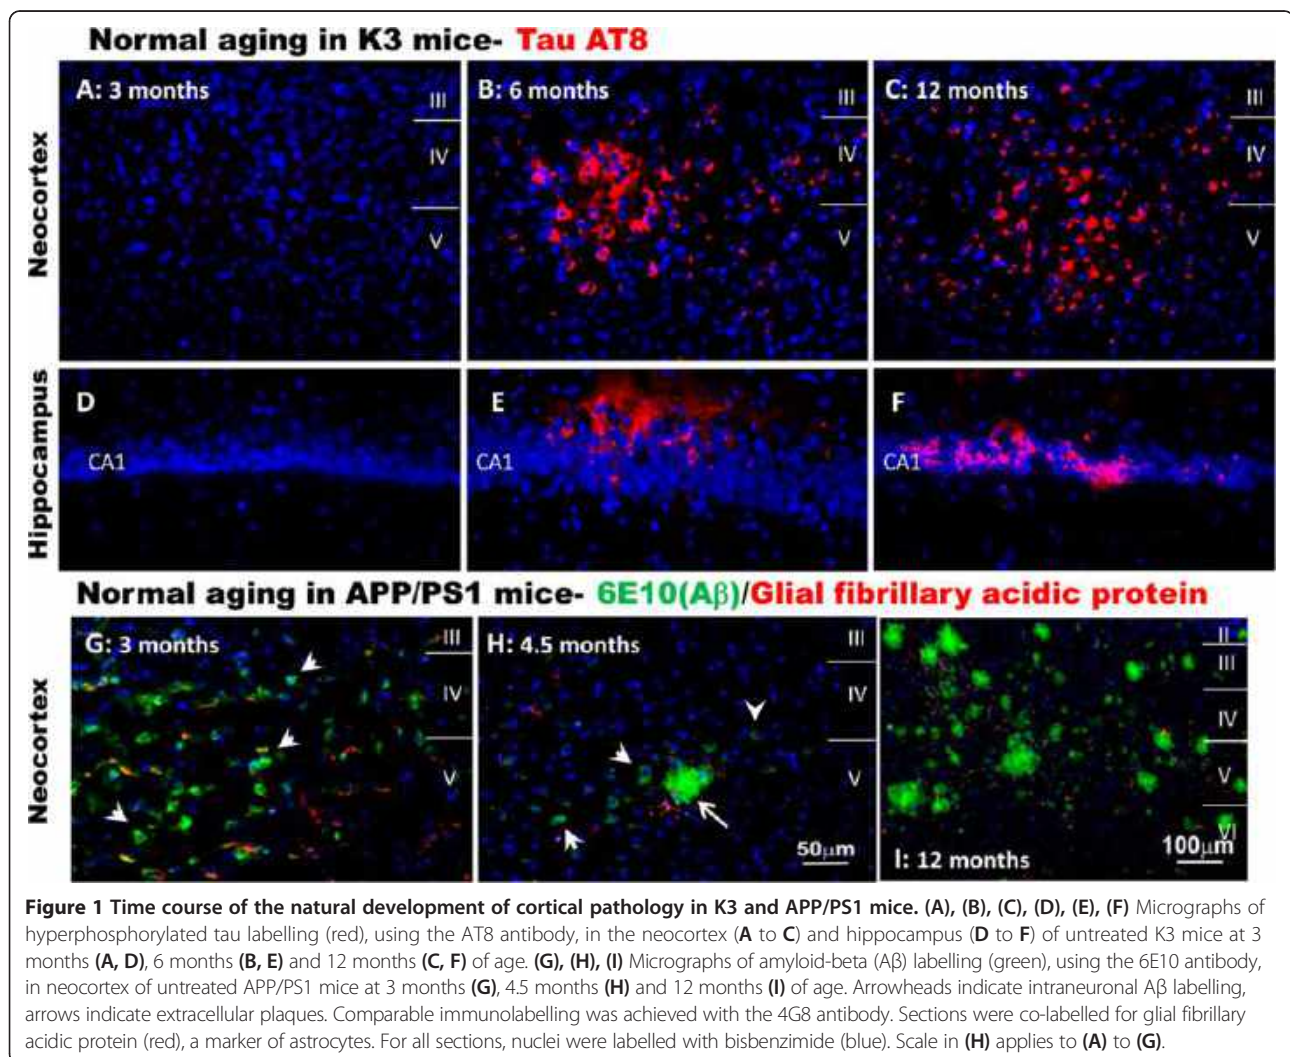 Normal aging in K3 mice- Tau AT8
Neocortex
A: 3 months
III
IV
V
B: 6 months
III
IV
V
C: 12 months
III
IV
V
Hippocampus
D
CA1
E
CA1
F
CA1
Normal aging in APP/PS1 mice- 6E10(Aβ)/Glial fibrillary acidic protein
Neocortex
G: 3 months
III
IV
V
H: 4.5 months
III
IV
V
50μm
II
III
IV
V
VI
100μm
I: 12 months
Figure 1 Time course of the natural development of cortical pathology in K3 and APP/PS1 mice. (A), (B), (C), (D), (E), (F) Micrographs of
hyperphosphorylated tau labelling (red), using the AT8 antibody, in the neocortex (A to C) and hippocampus (D to F) of untreated K3 mice at 3
months (A, D), 6 months (B, E) and 12 months (C, F) of age. (G), (H), (I) Micrographs of amyloid-beta (Aβ) labelling (green), using the 6E10 antibody,
in neocortex of untreated APP/PS1 mice at 3 months (G), 4.5 months (H) and 12 months (I) of age. Arrowheads indicate intraneuronal Aβ labelling,
arrows indicate extracellular plaques. Comparable immunolabelling was achieved with the 4G8 antibody. Sections were co-labelled for glial fibrillary
acidic protein (red), a marker of astrocytes. For all sections, nuclei were labelled with bisbenzimide (blue). Scale in (H) applies to (A) to (G).